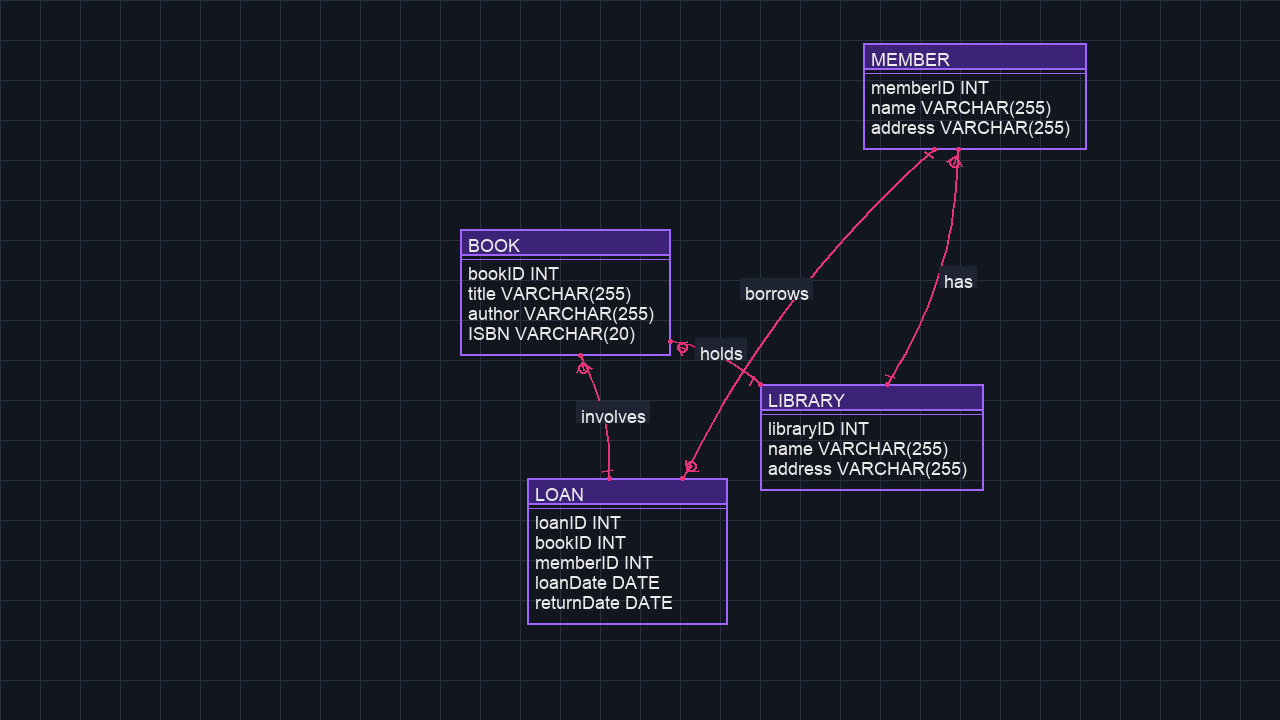 MEMBER
memberID INT
name VARCHAR(255)
address VARCHAR(255)
BOOK
bookID INT
title VARCHAR(255)
author VARCHAR(255)
ISBN VARCHAR(20)
has
borrows
holds
LIBRARY
libraryID INT
name VARCHAR(255)
address VARCHAR(255)
involves
LOAN
loanID INT
bookID INT
memberID INT
loanDate DATE
returnDate DATE